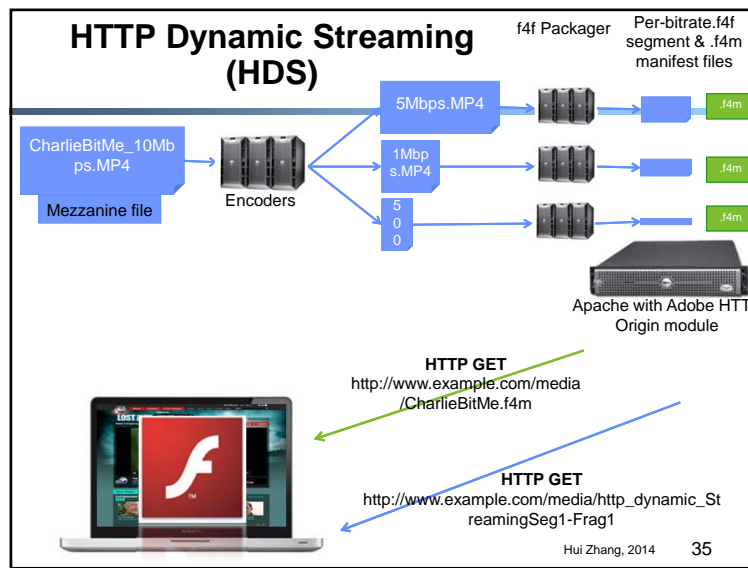 HTTP Dynamic Streaming
(HDS)
f4f Packager
Per-bitrate.f4f
segment & .f4m
manifest files
5Mbps.MP4
.f4m
CharlieBitMe_10Mb
ps.MP4
Mezzanine file
Encoders
1Mbp
s.MP4
.f4m
5
0
0
.f4m
Apache with Adobe HTT
Origin module
HTTP GET
http://www.example.com/media
/CharlieBitMe.f4m
LOST
TM
HTTP GET
http://www.example.com/media/http_dynamic_St
reamingSeg1-Frag1
Hui Zhang, 2014
35